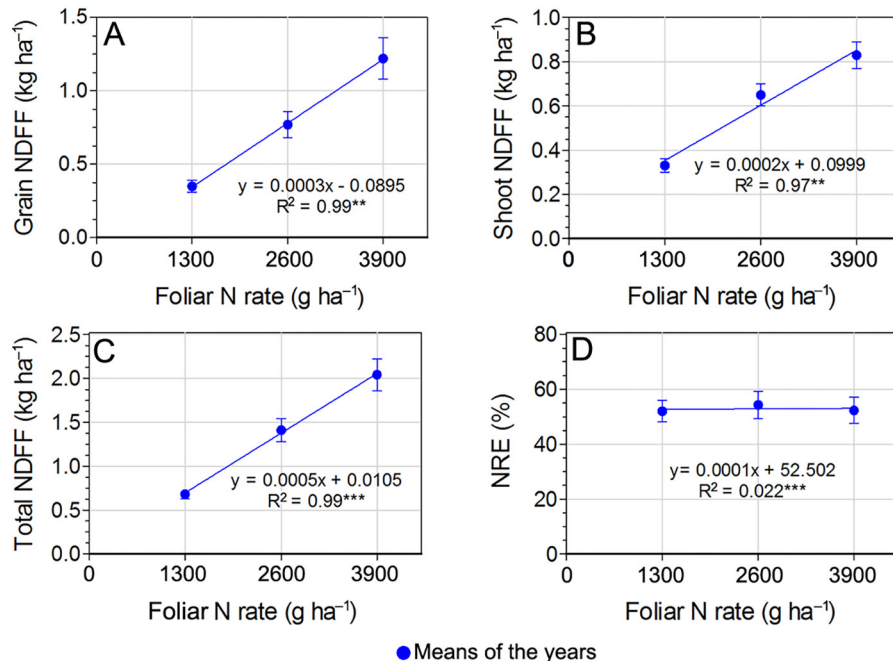 A
Grain NDFF (kg ha⁻¹)
1.5
1.0
0.5
0.0
y = 0.0003x - 0.0895
R² = 0.99**
0 1300 2600 3900
Foliar N rate (g ha⁻¹)
B
Shoot NDFF (kg ha⁻¹)
1.0
0.8
0.6
0.4
0.2
0.0
y = 0.0002x + 0.0999
R² = 0.97**
0 1300 2600 3900
Foliar N rate (g ha⁻¹)
C
Total NDFF (kg ha⁻¹)
2.5
2.0
1.5
1.0
0.5
0.0
y = 0.0005x + 0.0105
R² = 0.99***
0 1300 2600 3900
Foliar N rate (g ha⁻¹)
D
NRE (%)
80
60
40
20
0
y= 0.0001x + 52.502
R² = 0.022***
0 1300 2600 3900
Foliar N rate (g ha⁻¹)
Means of the years